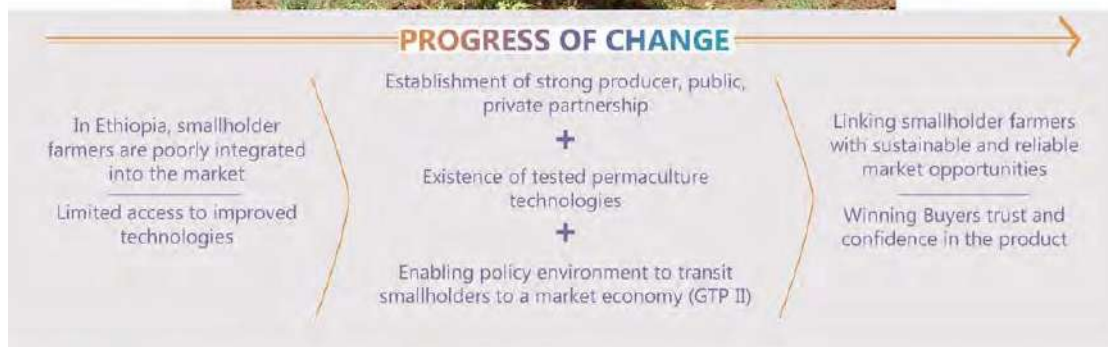 PROGRESS OF CHANGE
In Ethiopia, smallholder
farmers are poorly integrated
into the market
Limited access to improved
technologies
Establishment of strong producer, public,
private partnership
+
Existence of tested permaculture
technologies
+
Enabling policy environment to transit
smallholders to a market economy (GTP II)
Linking smallholder farmers
with sustainable and reliable
market opportunities
Winning Buyers trust and
confidence in the product